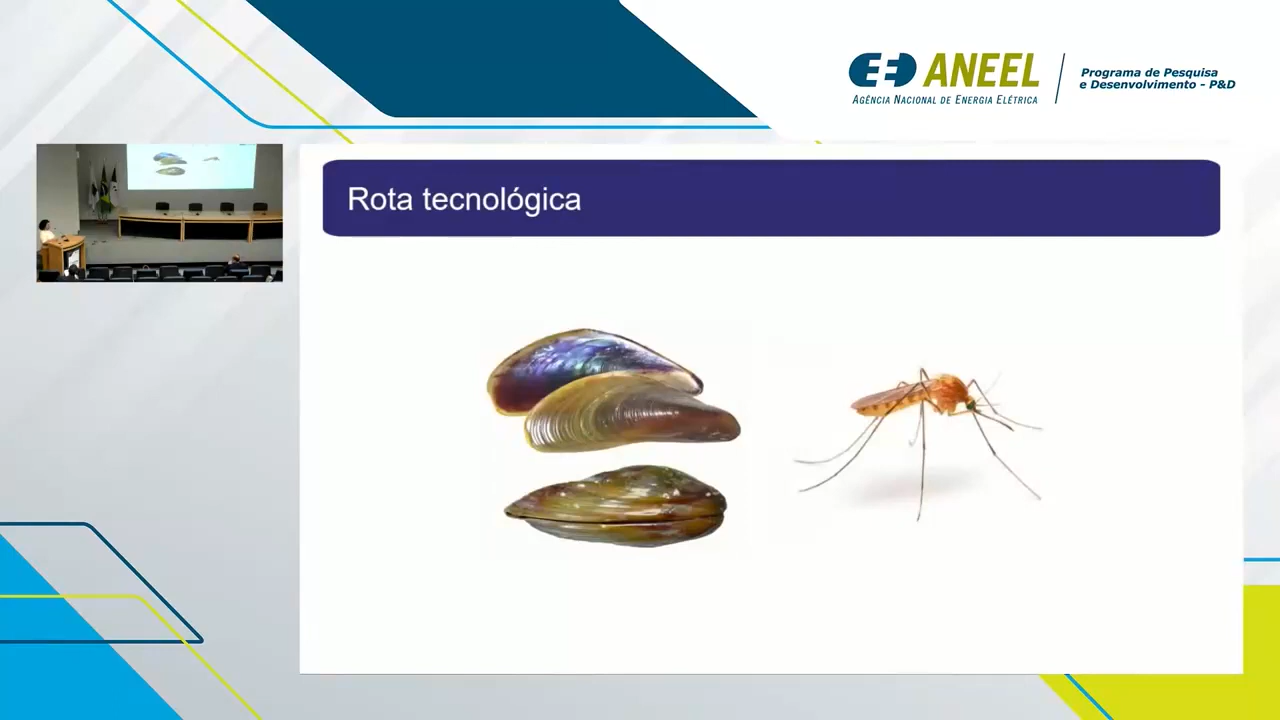 ANEEL
AGÊNCIA NACIONAL DE ENERGIA ELÉTRICA
Programa de Pesquisa
e Desenvolvimento - P&D
Rota tecnológica